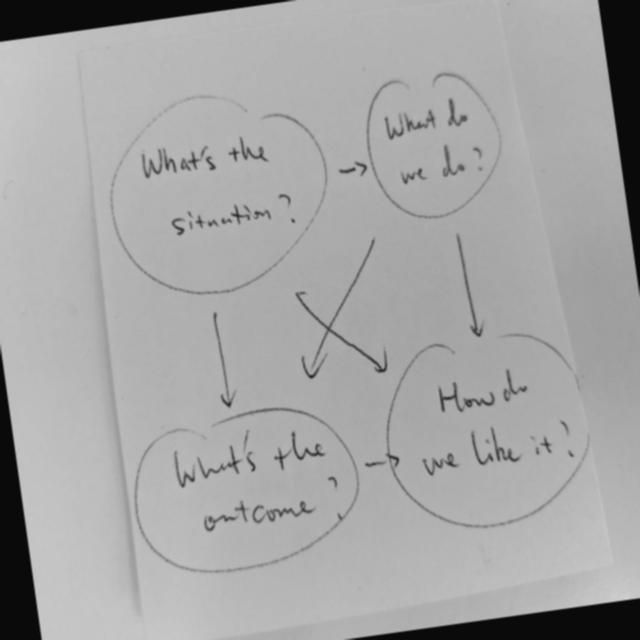 What's the
situation?
What do
we do?
What's the
outcome?
How do
we like it?